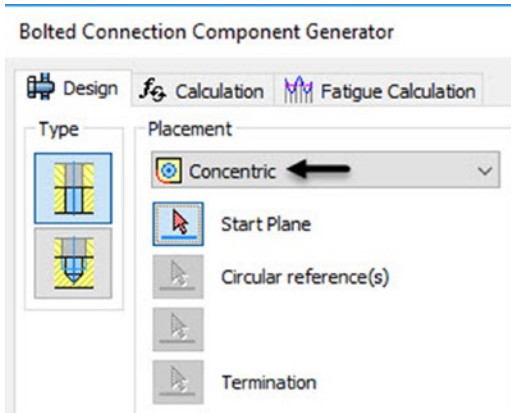 Bolted Connection Component Generator
Design Calculation Fatigue Calculation
Type Placement
Concentric
Start Plane
Circular reference(s)
Termination